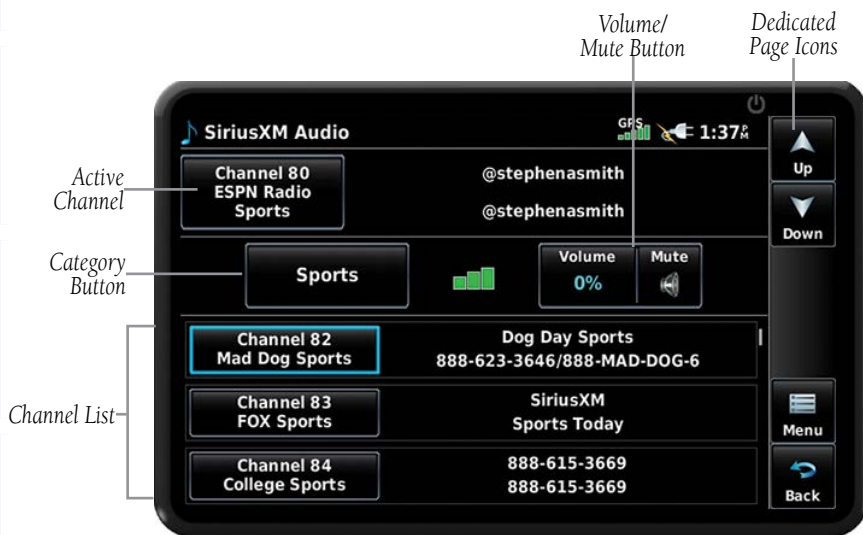 Volume/
Mute Button
Dedicated
Page Icons
SiriusXM Audio
GPS
1:37PM
Active
Channel
Channel 80
ESPN Radio
Sports
@stephenasmith
@stephenasmith
Up
Down
Category
Button
Sports
Volume
0%
Mute
Channel List
Channel 82
Mad Dog Sports
Dog Day Sports
888-623-3646/888-MAD-DOG-6
Channel 83
FOX Sports
SiriusXM
Sports Today
Channel 84
College Sports
888-615-3669
888-615-3669
Menu
Back